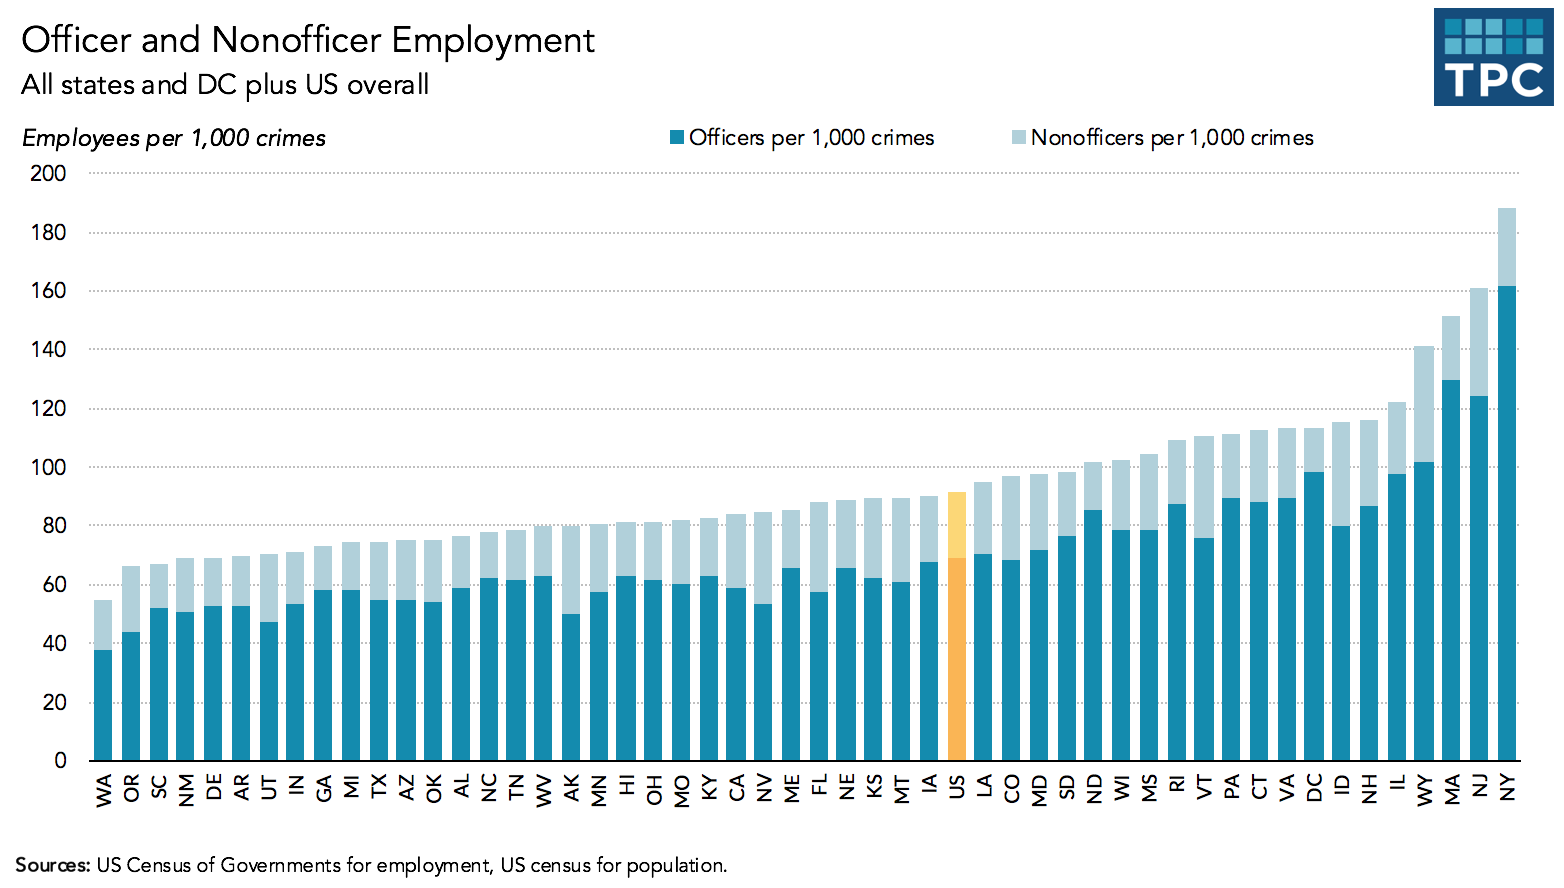 Officer and Nonofficer Employment
All states and DC plus US overall
TPC
Employees per 1,000 crimes
Officers per 1,000 crimes
Nonofficers per 1,000 crimes
200
180
160
140
120
100
80
60
40
20
0
WA
OR
SC
NM
DE
AR
UT
IN
GA
MI
TX
AZ
OK
AL
NC
TN
WV
AK
MN
HI
OH
MO
KY
CA
NV
ME
FL
NE
KS
MT
IA
US
LA
CO
MD
SD
ND
WI
MS
RI
VT
PA
CT
VA
DC
ID
NH
IL
WY
MA
NJ
NY
Sources: US Census of Governments for employment, US census for population.